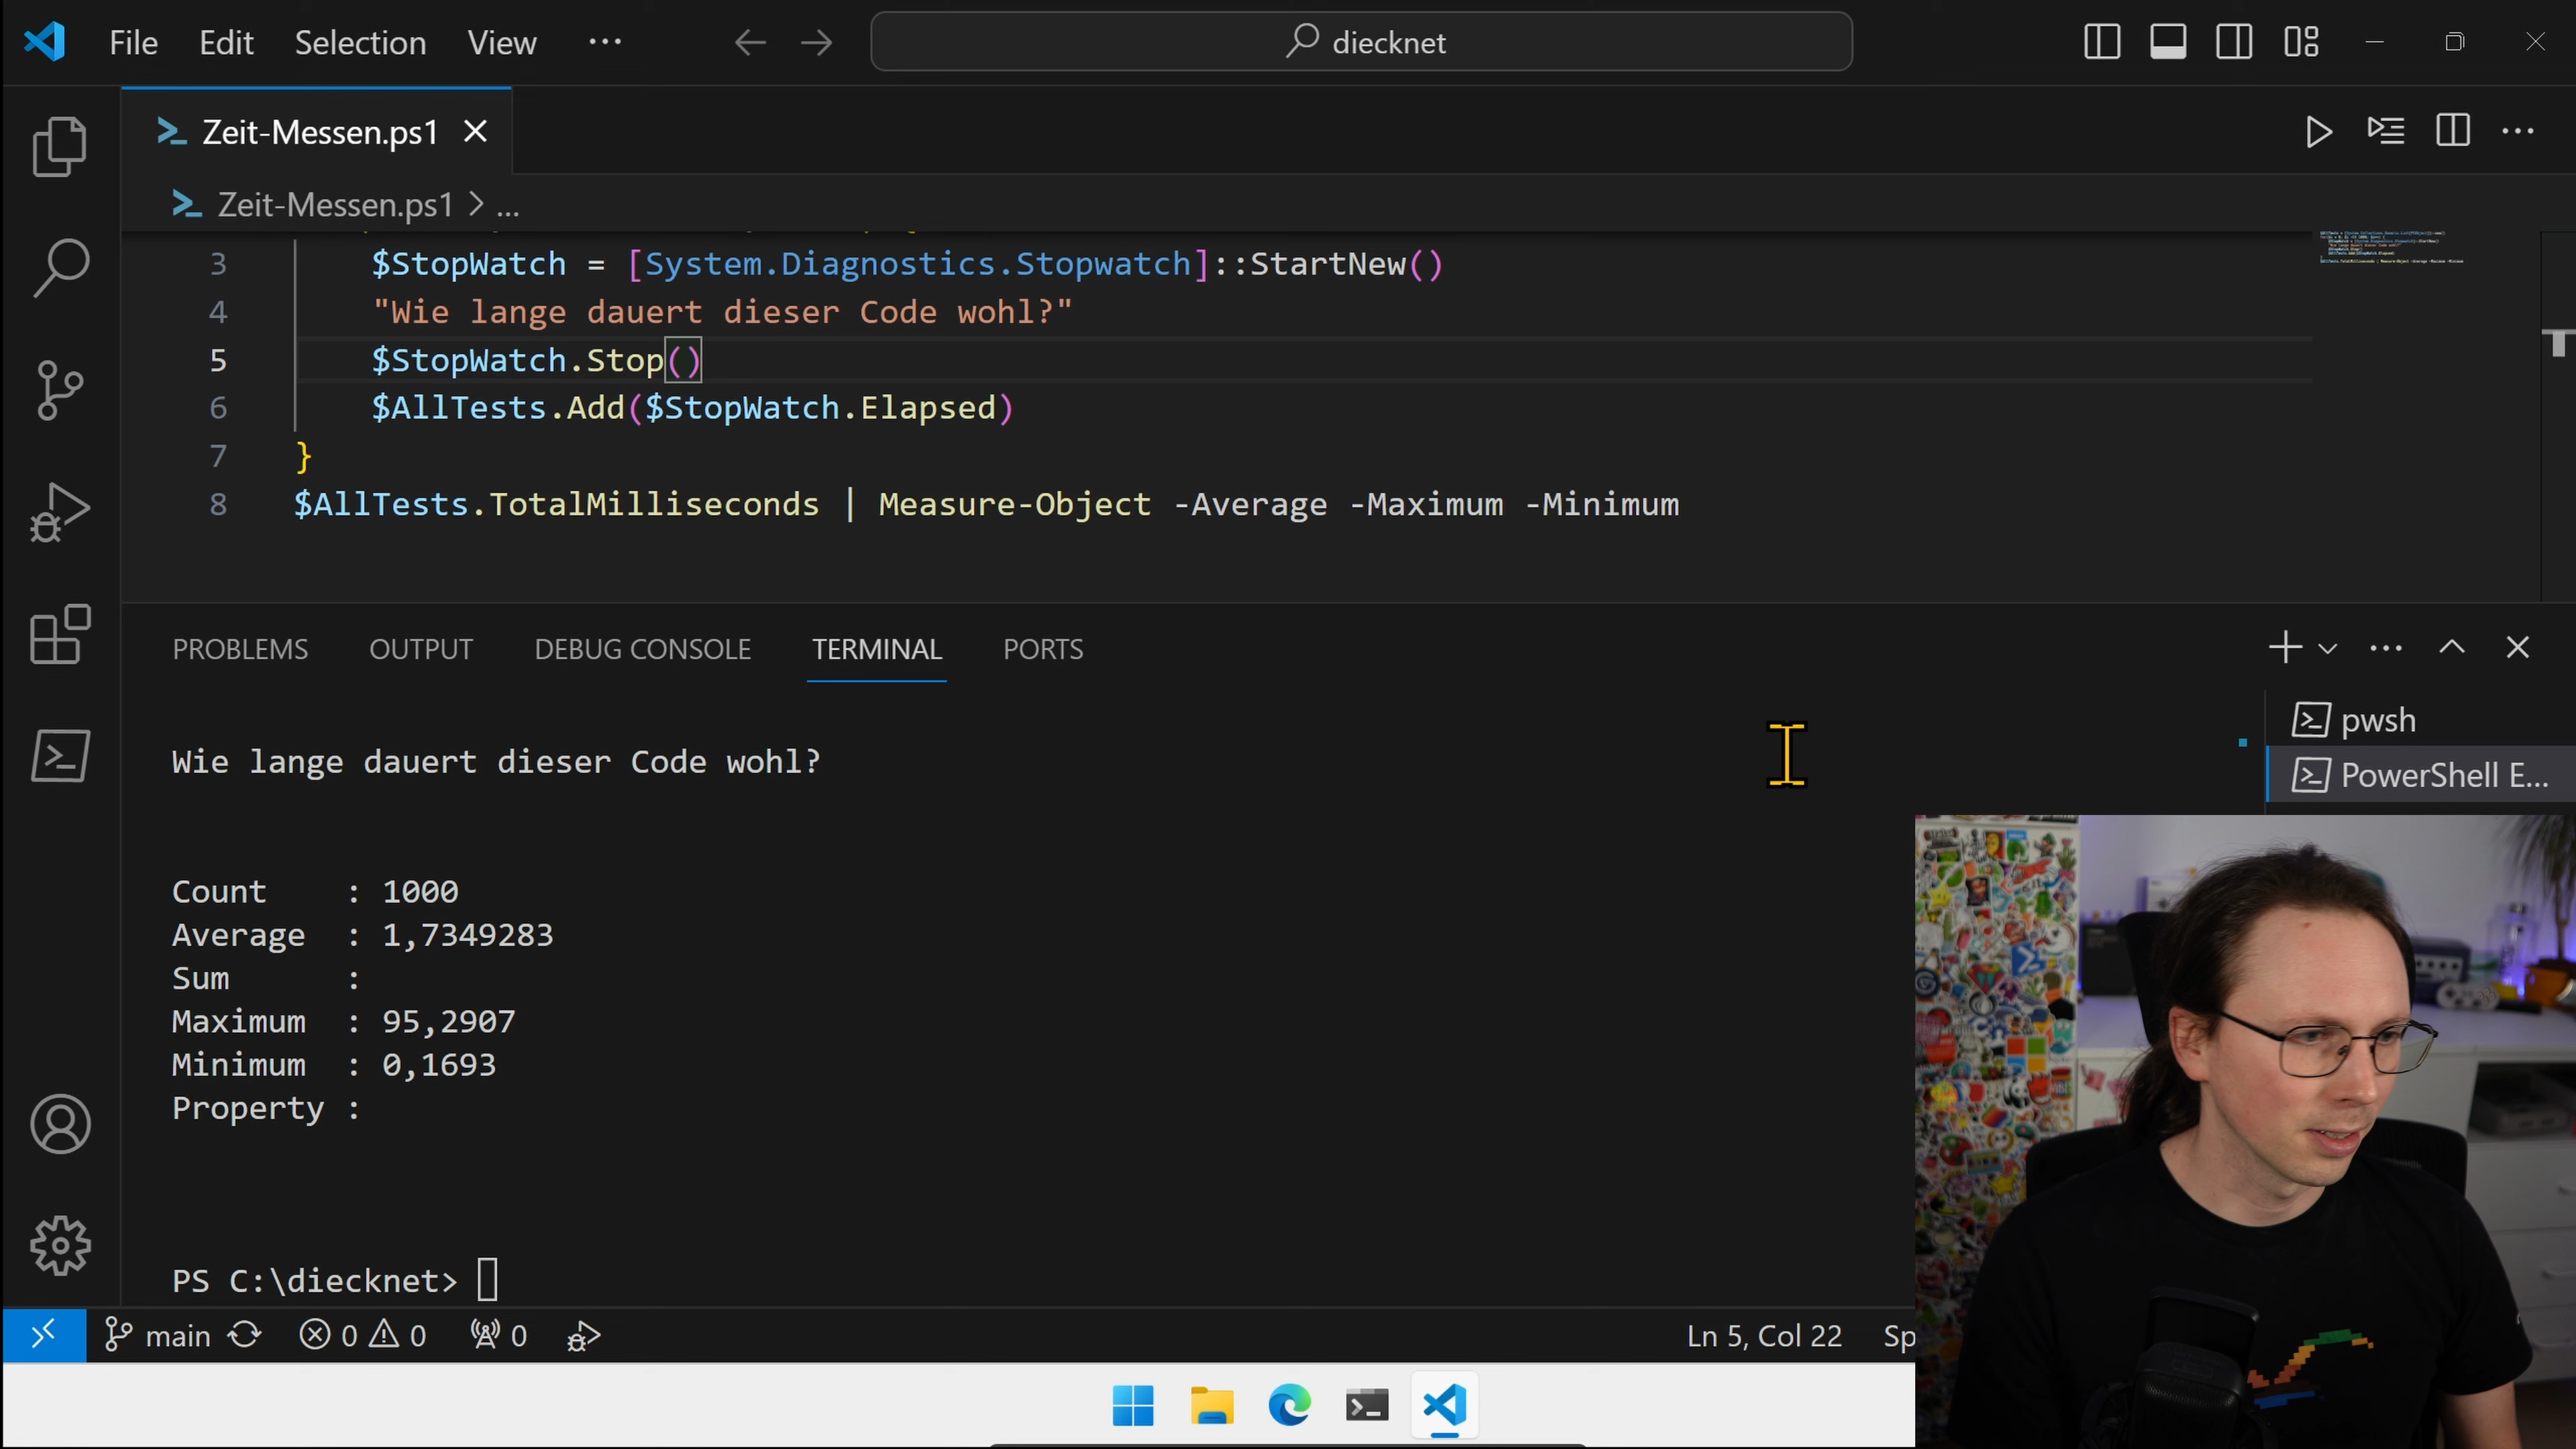 File Edit Selection View ··· diecknet
Zeit-Messen.ps1
Zeit-Messen.ps1 > ...
3 $StopWatch = [System.Diagnostics.Stopwatch]::StartNew()
4 "Wie lange dauert dieser Code wohl?"
5 $StopWatch.Stop()
6 $AllTests.Add($StopWatch.Elapsed)
7 }
8 $AllTests.TotalMilliseconds | Measure-Object -Average -Maximum -Minimum
PROBLEMS OUTPUT DEBUG CONSOLE TERMINAL PORTS
pwsh
PowerShell E...
Wie lange dauert dieser Code wohl?
Count : 1000
Average : 1,7349283
Sum :
Maximum : 95,2907
Minimum : 0,1693
Property :
PS C:\diecknet>
main 0 0 0 Ln 5, Col 22 Sp